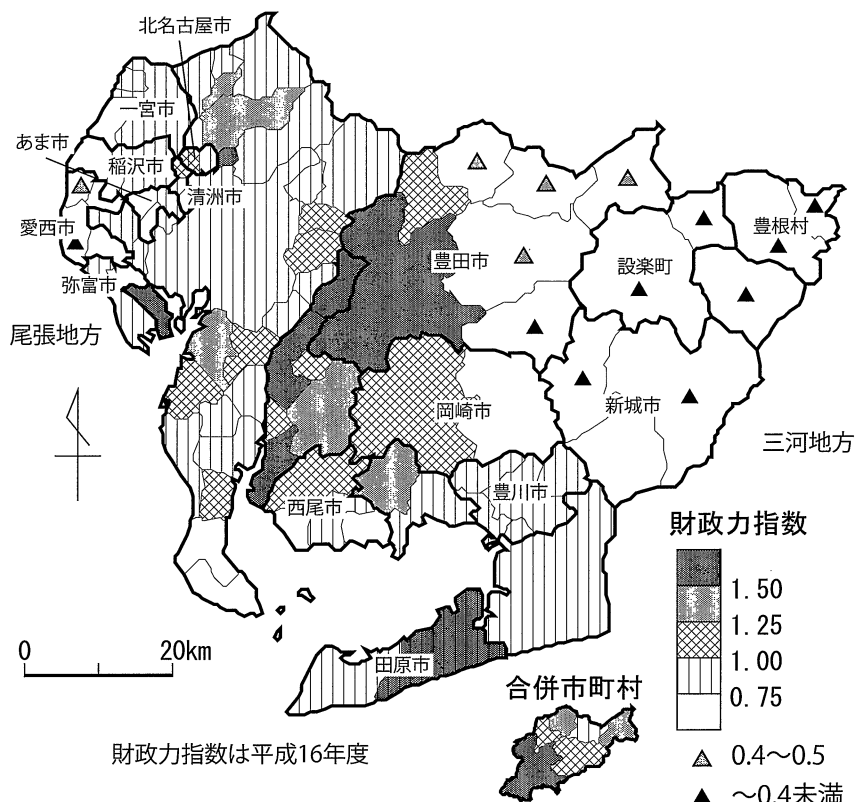 北名古屋市
一宮市
あま市
稲沢市
清洲市
愛西市
弥富市
尾張地方
豊田市
設楽町
豊根村
岡崎市
新城市
三河地方
西尾市
豊川市
田原市
財政力指数
1.50
1.25
1.00
0.75
0.4〜0.5
〜0.4未満
0
20km
合併市町村
財政力指数は平成16年度